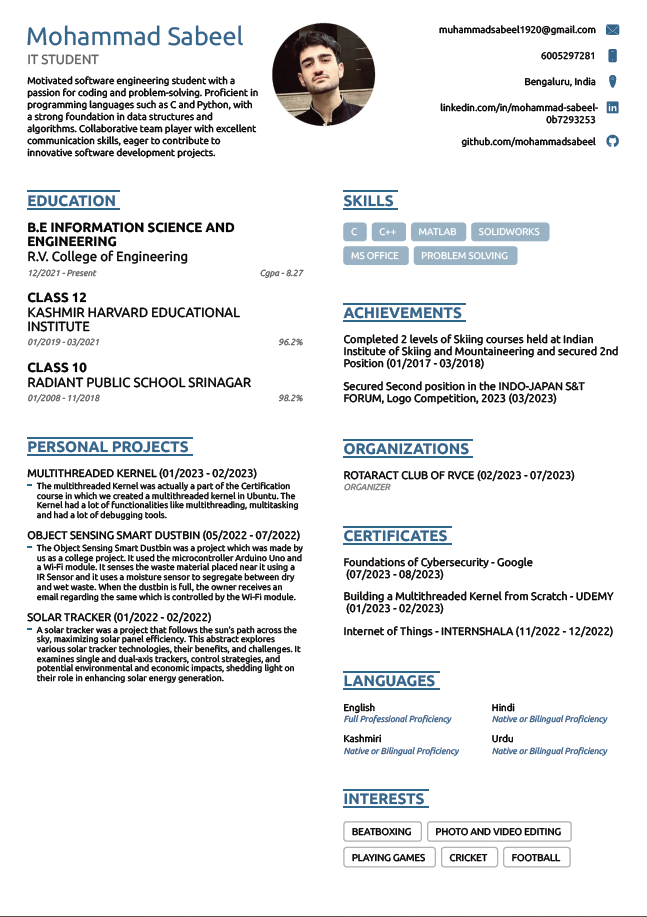 Mohammad Sabeel
IT STUDENT
Motivated software engineering student with a
passion for coding and problem-solving. Proficient in
programming languages such as C and Python, with
a strong foundation in data structures and
algorithms. Collaborative team player with excellent
communication skills, eager to contribute to
innovative software development projects.
muhammadsabeel1920@gmail.com
6005297281
Bengaluru, India
linkedin.com/in/mohammad-sabeel-
0b7293253
github.com/mohammadsabeel
EDUCATION
B.E INFORMATION SCIENCE AND
ENGINEERING
R.V. College of Engineering
12/2021 - Present Cgpa - 8.27
CLASS 12
KASHMIR HARVARD EDUCATIONAL
INSTITUTE
01/2019 - 03/2021 96.2%
CLASS 10
RADIANT PUBLIC SCHOOL SRINAGAR
01/2008 - 11/2018 98.2%
PERSONAL PROJECTS
MULTITHREADED KERNEL (01/2023 - 02/2023)
The multithreaded Kernel was actually a part of the Certification
course in which we created a multithreaded kernel in Ubuntu. The
Kernel had a lot of functionalities like multithreading, multitasking
and had a lot of debugging tools.
OBJECT SENSING SMART DUSTBIN (05/2022 - 07/2022)
The Object Sensing Smart Dustbin was a project which was made by
us as a college project. It used the microcontroller Arduino Uno and
a Wi-Fi module. It senses the waste material placed near it using a
IR Sensor and it uses a moisture sensor to segregate between dry
and wet waste. When the dustbin is full, the owner receives an
email regarding the same which is controlled by the Wi-Fi module.
SOLAR TRACKER (01/2022 - 02/2022)
A solar tracker was a project that follows the sun's path across the
sky, maximizing solar panel efficiency. This abstract explores
various solar tracker technologies, their benefits, and challenges. It
examines single and dual-axis trackers, control strategies, and
potential environmental and economic impacts, shedding light on
their role in enhancing solar energy generation.
SKILLS
C C++ MATLAB SOLIDWORKS
MS OFFICE PROBLEM SOLVING
ACHIEVEMENTS
Completed 2 levels of Skiing courses held at Indian
Institute of Skiing and Mountaineering and secured 2nd
Position (01/2017 - 03/2018)
Secured Second position in the INDO-JAPAN S&T
FORUM, Logo Competition, 2023 (03/2023)
ORGANIZATIONS
ROTARACT CLUB OF RVCE (02/2023 - 07/2023)
ORGANIZER
CERTIFICATES
Foundations of Cybersecurity - Google
(07/2023 - 08/2023)
Building a Multithreaded Kernel from Scratch - UDEMY
(01/2023 - 02/2023)
Internet of Things - INTERNSHALA (11/2022 - 12/2022)
LANGUAGES
English Hindi
Full Professional Proficiency Native or Bilingual Proficiency
Kashmiri Urdu
Native or Bilingual Proficiency Native or Bilingual Proficiency
INTERESTS
BEATBOXING PHOTO AND VIDEO EDITING
PLAYING GAMES CRICKET FOOTBALL